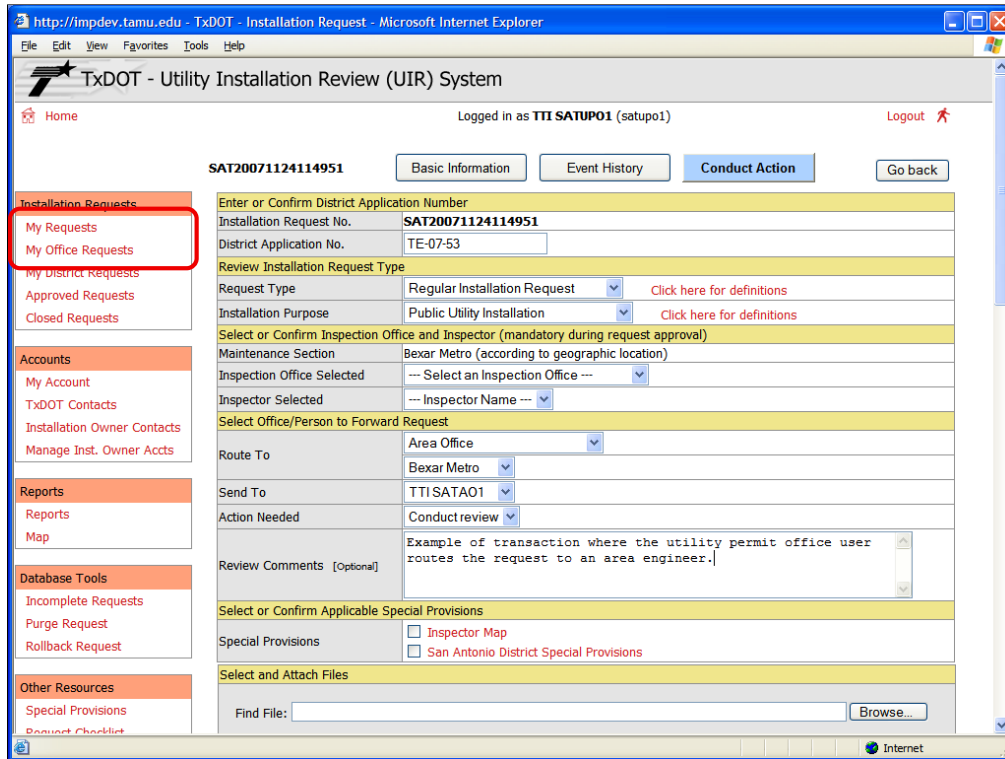 http://impdev.tamu.edu - TxDOT - Installation Request - Microsoft Internet Explorer
File Edit View Favorites Tools Help
TxDOT - Utility Installation Review (UIR) System
Home
Logged in as TTI SATUPO1 (satupo1)
Logout
SAT20071124114951
Basic Information
Event History
Conduct Action
Go back
Installation Requests
My Requests
My Office Requests
My District Requests
Approved Requests
Closed Requests
Accounts
My Account
TxDOT Contacts
Installation Owner Contacts
Manage Inst. Owner Accts
Reports
Reports
Map
Database Tools
Incomplete Requests
Purge Request
Rollback Request
Other Resources
Special Provisions
Request Checklist
Enter or Confirm District Application Number
Installation Request No. SAT20071124114951
District Application No. TE-07-53
Review Installation Request Type
Request Type Regular Installation Request Click here for definitions
Installation Purpose Public Utility Installation Click here for definitions
Select or Confirm Inspection Office and Inspector (mandatory during request approval)
Maintenance Section Bexar Metro (according to geographic location)
Inspection Office Selected --- Select an Inspection Office ---
Inspector Selected --- Inspector Name ---
Select Office/Person to Forward Request
Route To Area Office
Bexar Metro
Send To TTI SATAO1
Action Needed Conduct review
Review Comments [Optional]
Example of transaction where the utility permit office user
routes the request to an area engineer.
Select or Confirm Applicable Special Provisions
Special Provisions
Inspector Map
San Antonio District Special Provisions
Select and Attach Files
Find File: Browse...
Internet